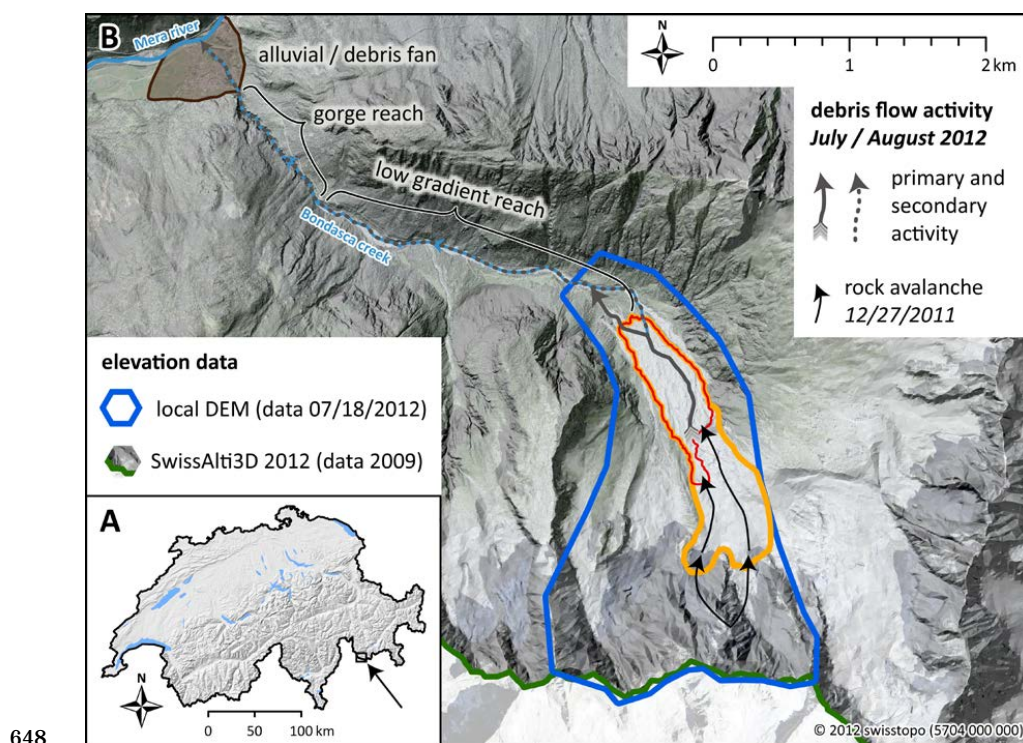 B
Mera river
alluvial / debris fan
gorge reach
low gradient reach
Bondasca creek
N
0 1 2 km
debris flow activity
July / August 2012
primary and
secondary
activity
rock avalanche
12/27/2011
elevation data
local DEM (data 07/18/2012)
SwissAlti3D 2012 (data 2009)
A
N
0 50 100 km
© 2012 swisstopo (5704 000 000)
648